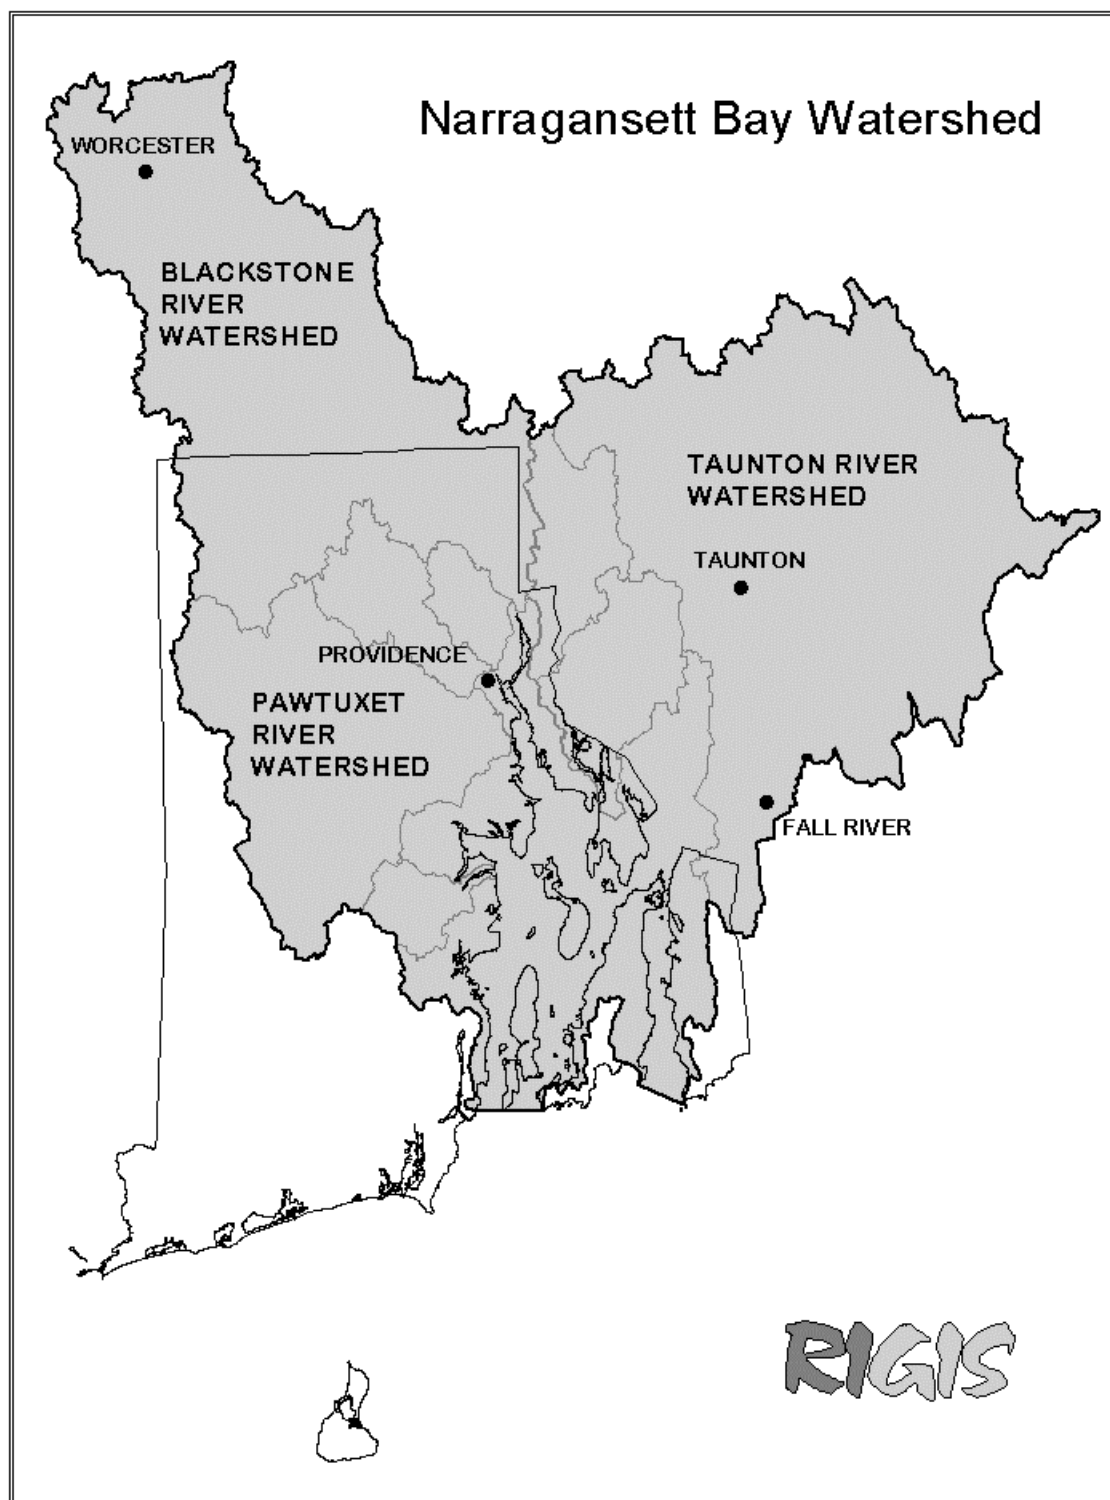 Narragansett Bay Watershed
WORCESTER
BLACKSTONE
RIVER
WATERSHED
TAUNTON RIVER
WATERSHED
TAUNTON
PROVIDENCE
PAWTUXET
RIVER
WATERSHED
FALL RIVER
RIGIS